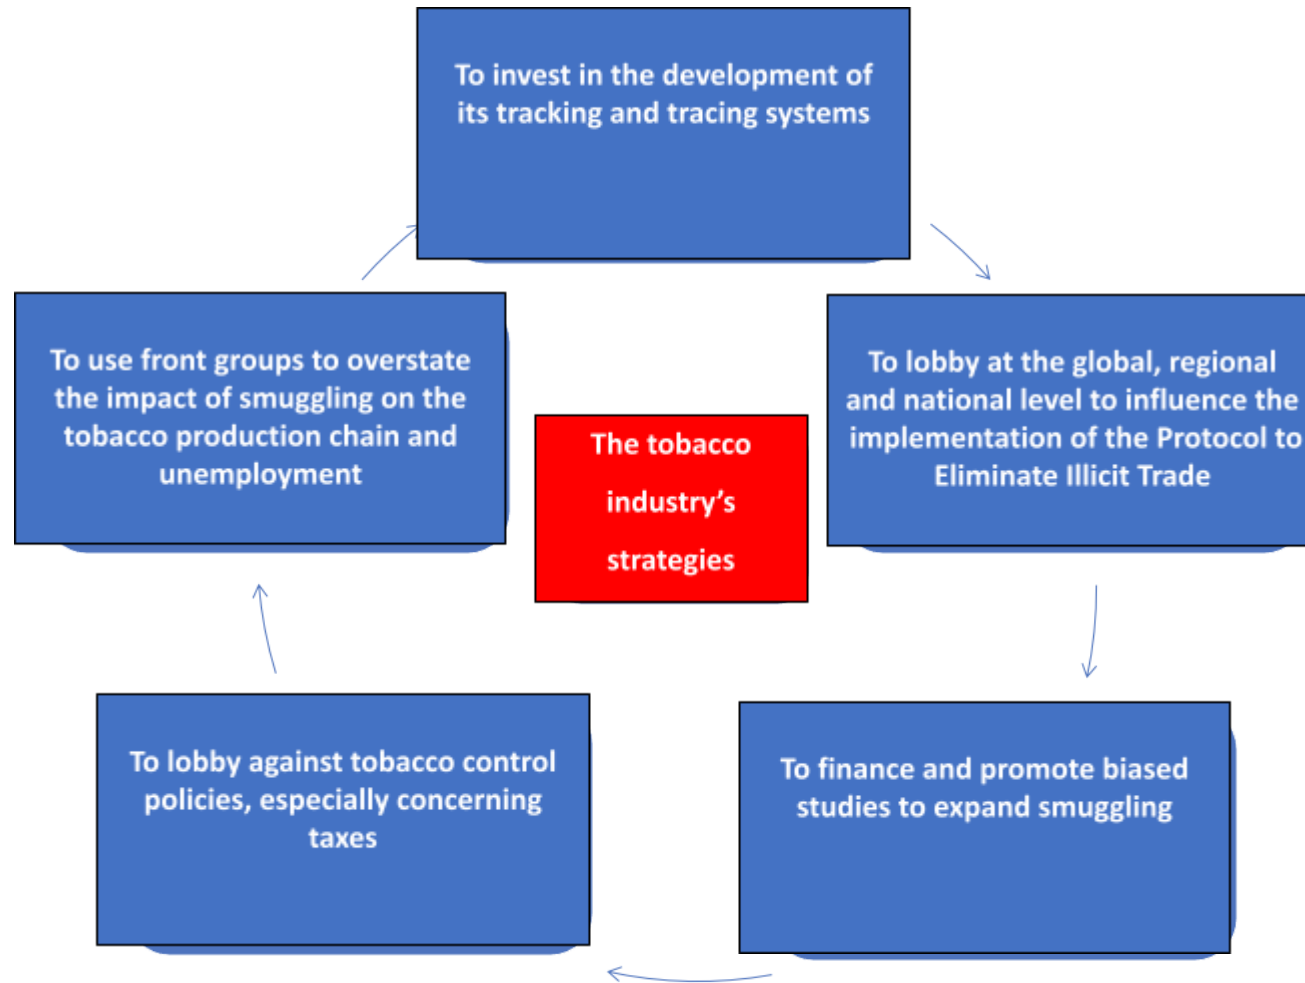 To invest in the development of
its tracking and tracing systems
To lobby at the global, regional
and national level to influence the
implementation of the Protocol to
Eliminate Illicit Trade
To finance and promote biased
studies to expand smuggling
To lobby against tobacco control
policies, especially concerning
taxes
To use front groups to overstate
the impact of smuggling on the
tobacco production chain and
unemployment
The tobacco
industry’s
strategies